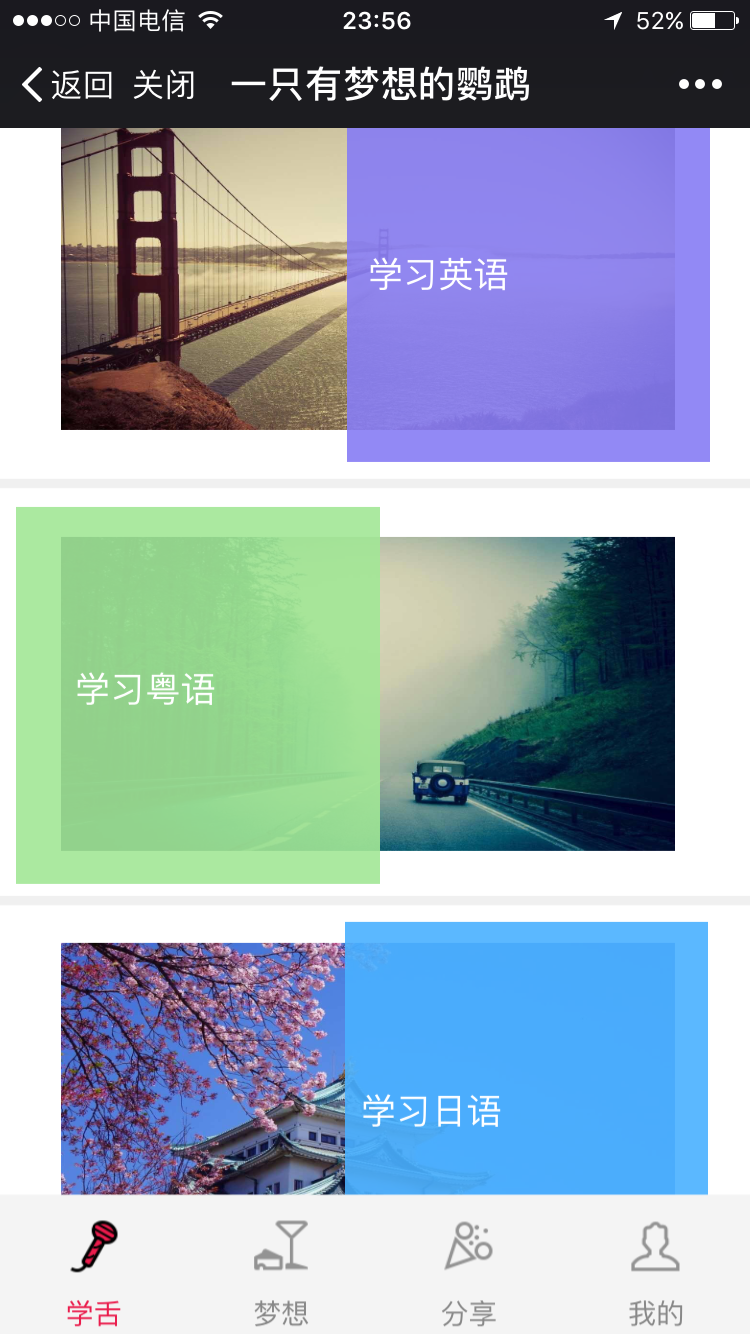 中国电信 23:56 52%
返回 关闭 一只有梦想的鹦鹉
学习英语
学习粤语
学习日语
学舌 梦想 分享 我的